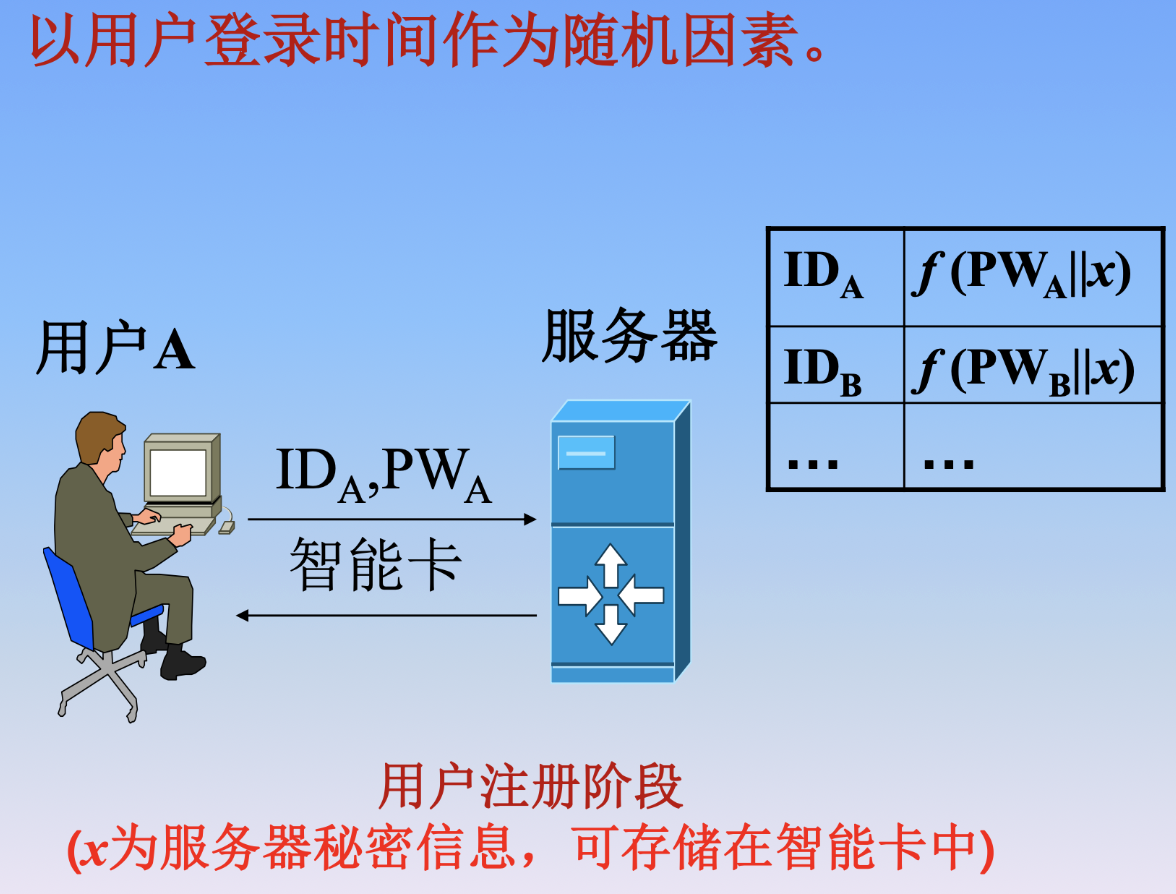 以用户登录时间作为随机因素。
用户A
服务器
ID_A,PW_A
智能卡
ID_A f (PW_A||x)
ID_B f (PW_B||x)
… …
用户注册阶段
(x为服务器秘密信息，可存储在智能卡中)